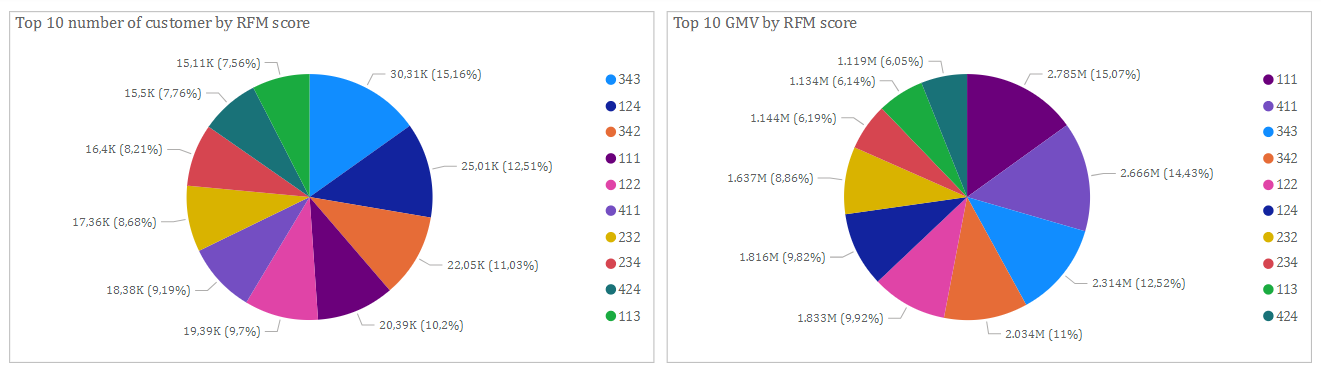 Top 10 number of customer by RFM score
30,31K (15,16%)
25,01K (12,51%)
22,05K (11,03%)
20,39K (10,2%)
19,39K (9,7%)
18,38K (9,19%)
17,36K (8,68%)
16,4K (8,21%)
15,5K (7,76%)
15,11K (7,56%)
343
124
342
111
122
411
232
234
424
113
Top 10 GMV by RFM score
2.785M (15,07%)
2.666M (14,43%)
2.314M (12,52%)
2.034M (11%)
1.833M (9,92%)
1.816M (9,82%)
1.637M (8,86%)
1.144M (6,19%)
1.134M (6,14%)
1.119M (6,05%)
111
411
343
342
122
124
232
234
113
424